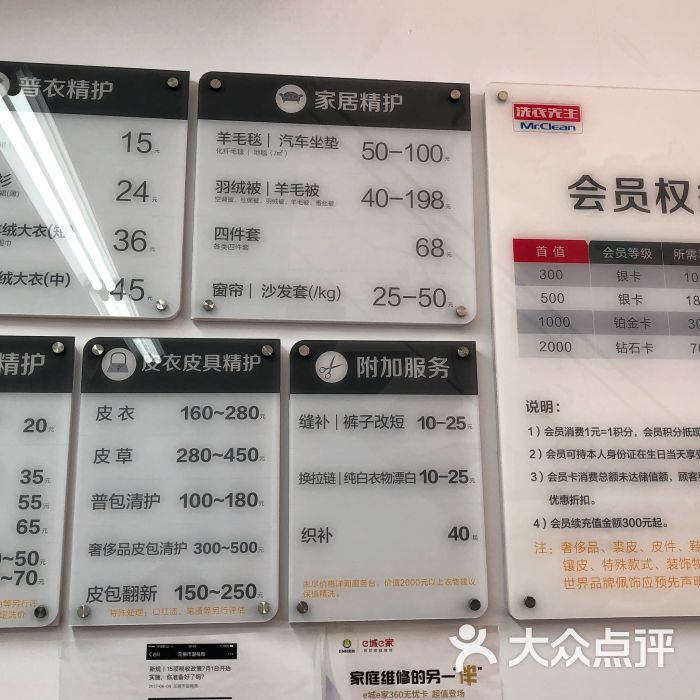 普衣精护
15元
衫
24元
绒大衣(短)
36元
绒大衣(中)
45元
家居精护
羊毛毯 | 汽车坐垫 50-100元
化纤毛毯 | 地毯 (/㎡)
羽绒被 | 羊毛被 40-198元
空调被、丝绵被、羽绒被、羊毛被、蚕丝被
四件套 68元
各类四件套
窗帘 | 沙发套(/kg) 25-50元
洗衣先生
Mr.Clean
会员权
首值 会员等级 所需
300 银卡 10
500 银卡 18
1000 铂金卡 30
2000 钻石卡 70
说明:
1）会员消费1元=1积分，会员积分抵现
2）会员可持本人身份证在生日当天享受
3）会员卡消费总额未达储值额，顾客要
优惠折扣。
4）会员续充值金额300元起。
注：奢侈品、裘皮、皮件、鞋
镶皮、特殊款式、装饰物
世界品牌佩饰应预先声明
精护
20元
35元
55元
65元
0-50元
-70元
皮衣皮具精护
皮衣 160-280元
皮草 280-450元
普包清护 100-180元
奢侈品皮包清护 300-500元
皮包翻新 150-250元
特殊处理，口红渍、笔渍等另行评估
附加服务
缝补 | 裤子改短 10-25元
换拉链 | 纯白衣物漂白 10-25元
织补 40起
未尽价格详询服务台，价值2000元以上衣物建议
保值精洗。
无锡市国税局
新规 | 15项税收政策7月1日开始
实施，你准备好了吗？
e城e家
家庭维修的另一"伴"
e城e家360无忧卡 超值登场
大众点评